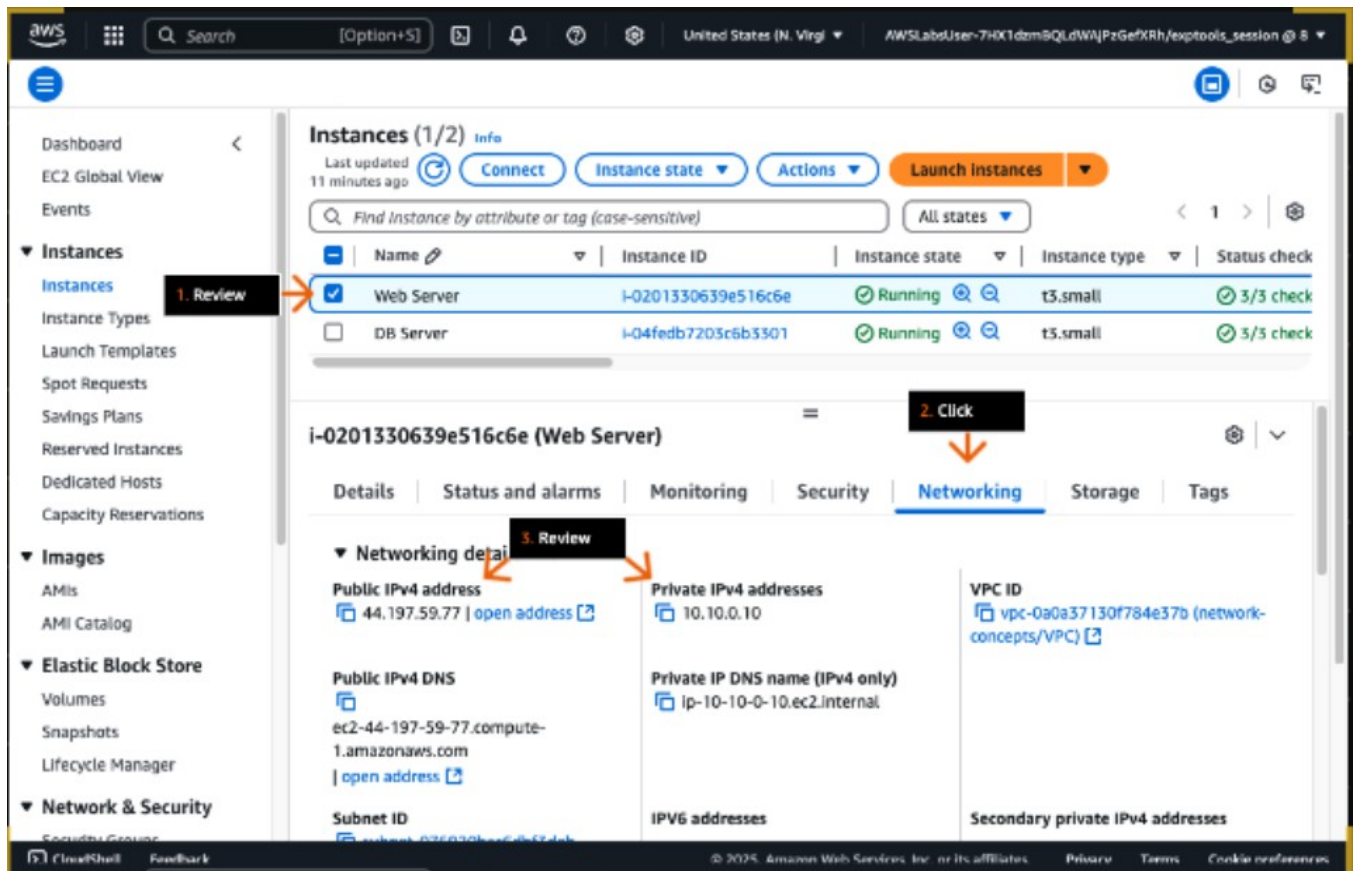 aws Search [Option+S] United States (N. Virgi AWSLabsUser-7HX1dzmBQLdWAjPzGefXRh/exptools_session @ 8
Dashboard
EC2 Global View
Events
Instances
Instances
Instance Types
Launch Templates
Spot Requests
Savings Plans
Reserved Instances
Dedicated Hosts
Capacity Reservations
Images
AMIs
AMI Catalog
Elastic Block Store
Volumes
Snapshots
Lifecycle Manager
Network & Security
Security Groups
Instances (1/2) Info
Last updated
11 minutes ago
Connect Instance state Actions Launch instances
Find Instance by attribute or tag (case-sensitive) All states 1
Name Instance ID Instance state Instance type Status check
1. Review
Web Server i-0201330639e516c6e Running t3.small 3/3 check
DB Server i-04fedb7203c6b3301 Running t3.small 3/3 check
2. Click
i-0201330639e516c6e (Web Server)
Details Status and alarms Monitoring Security Networking Storage Tags
3. Review
Networking detai
Public IPv4 address
44.197.59.77 | open address
Private IPv4 addresses
10.10.0.10
VPC ID
vpc-0a0a37130f784e37b (network-
concepts/VPC)
Public IPv4 DNS
ec2-44-197-59-77.compute-
1.amazonaws.com
| open address
Private IP DNS name (IPv4 only)
ip-10-10-0-10.ec2.internal
Subnet ID
IPV6 addresses
Secondary private IPv4 addresses
CloudShell Feedback © 2025, Amazon Web Services, Inc. or its affiliates. Privacy Terms Cookie preferences